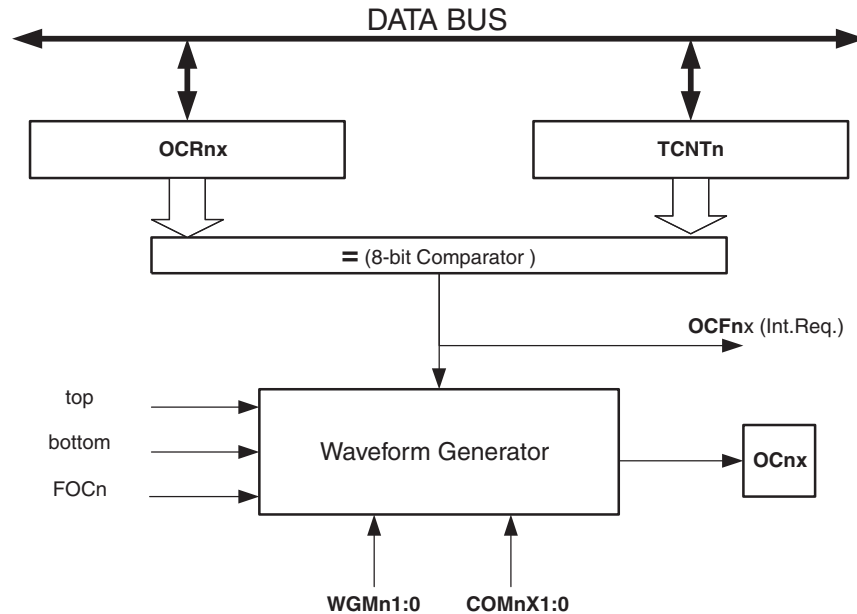 DATA BUS
OCRnx
TCNTn
= (8-bit Comparator )
OCFnx (Int.Req.)
top
bottom
FOCn
Waveform Generator
OCnx
WGMn1:0
COMnX1:0